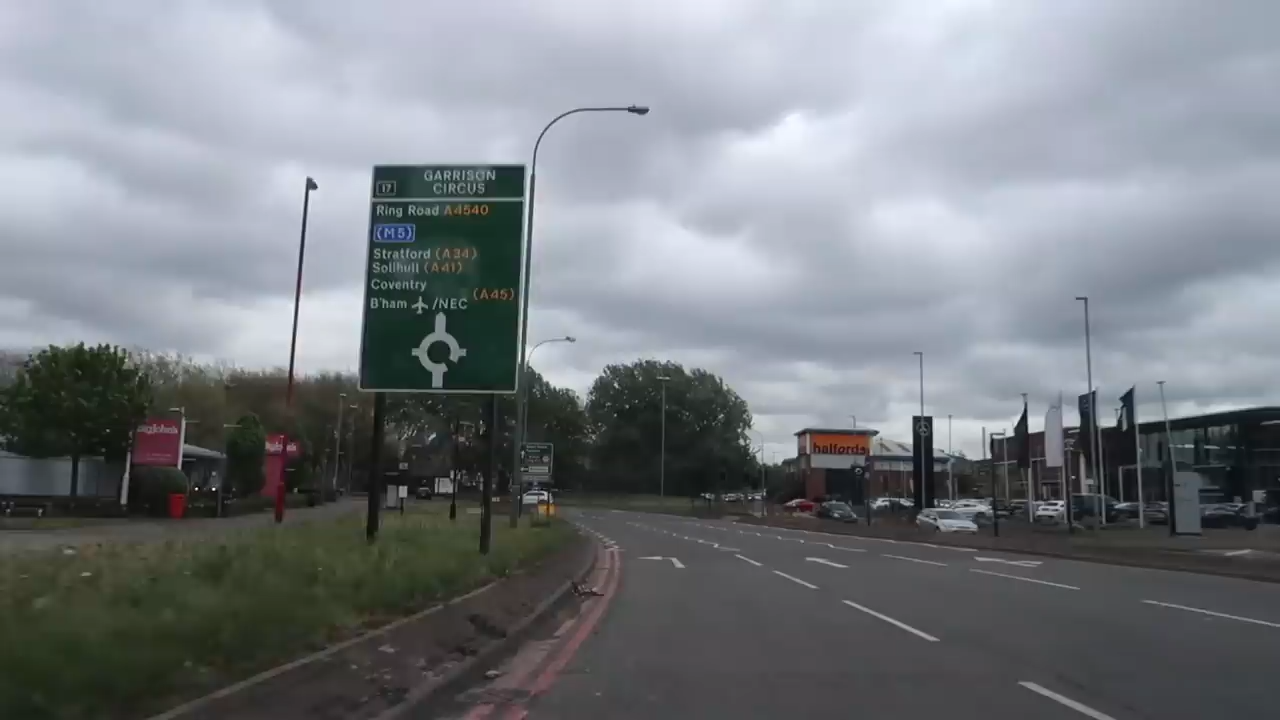 GARRISON
17 CIRCUS
Ring Road A4540
(M5)
Stratford (A34)
Solihull (A41)
Coventry
(A45)
B'ham /NEC
halfords